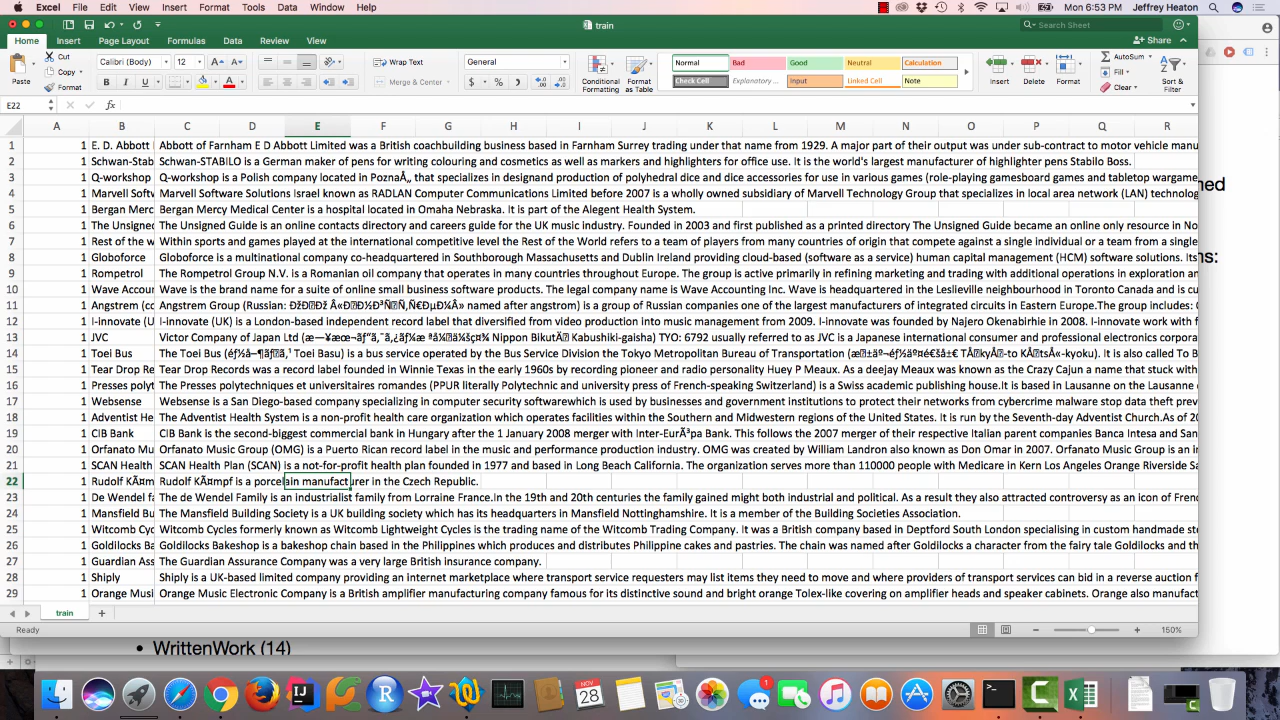 Excel File Edit View Insert Format Tools Data Window Help Mon 6:53 PM Jeffrey Heaton
train
Search Sheet
Home Insert Page Layout Formulas Data Review View
Share
Paste Cut Copy Format
Calibri (Body) 12
B I U
Wrap Text
Merge & Center
General
Conditional Formatting
Format as Table
Normal Bad Good Neutral Calculation
Check Cell Explanatory... Input Linked Cell Note
Insert Delete Format
AutoSum
Fill
Clear
Sort & Filter
E22 fx
A B C D E F G H I J K L M N O P Q R
1 1 E. D. Abbott Abbott of Farnham E D Abbott Limited was a British coachbuilding business based in Farnham Surrey trading under that name from 1929. A major part of their output was under sub-contract to motor vehicle manu
2 1 Schwan-Stab Schwan-STABILO is a German maker of pens for writing colouring and cosmetics as well as markers and highlighters for office use. It is the world's largest manufacturer of highlighter pens Stabilo Boss.
3 1 Q-workshop Q-workshop is a Polish company located in PoznaÅ„ that specializes in designand production of polyhedral dice and dice accessories for use in various games (role-playing gamesboard games and tabletop wargame
4 1 Marvell Softw Marvell Software Solutions Israel known as RADLAN Computer Communications Limited before 2007 is a wholly owned subsidiary of Marvell Technology Group that specializes in local area network (LAN) technolog
5 1 Bergan Merc Bergan Mercy Medical Center is a hospital located in Omaha Nebraska. It is part of the Alegent Health System.
6 1 The Unsigned The Unsigned Guide is an online contacts directory and careers guide for the UK music industry. Founded in 2003 and first published as a printed directory The Unsigned Guide became an online only resource in No
7 1 Rest of the w Within sports and games played at the international competitive level the Rest of the World refers to a team of players from many countries of origin that compete against a single individual or a team from a single
8 1 Globoforce Globoforce is a multinational company co-headquartered in Southborough Massachusetts and Dublin Ireland providing cloud-based (software as a service) human capital management (HCM) software solutions. Its
9 1 Rompetrol The Rompetrol Group N.V. is a Romanian oil company that operates in many countries throughout Europe. The group is active primarily in refining marketing and trading with additional operations in exploration and
10 1 Wave Accour Wave is the brand name for a suite of online small business software products. The legal company name is Wave Accounting Inc. Wave is headquartered in the Leslieville neighbourhood in Toronto Canada and is cu
11 1 Angstrem (co Angstrem Group (Russian: named after angstrom) is a group of Russian companies one of the largest manufacturers of integrated circuits in Eastern Europe.The group includes:
12 1 I-innovate (U I-innovate (UK) is a London-based independent record label that diversified from video production into music management from 2009. I-innovate was founded by Najero Okenabirhie in 2008. I-innovate work with f
13 1 JVC Victor Company of Japan Ltd Nippon Kabushiki-gaisha) TYO: 6792 usually referred to as JVC is a Japanese international professional and consumer electronics corpora
14 1 Toei Bus The Toei Bus Toei Basu) is a bus service operated by the Bus Service Division the Tokyo Metropolitan Bureau of Transportation It is also called To B
15 1 Tear Drop Re Tear Drop Records was a record label formed in Winnie Texas in the early 1960s by recording pioneer and radio personality Huey P Meaux. As a deejay Meaux was known as the Crazy Cajun a name that stuck with
16 1 Presses polyt The Presses polytechniques et universitaires romandes (PPUR literally Polytechnic and university press of French-speaking Switzerland) is a Swiss academic publishing house.It is based in Lausanne on the Lausanne
17 1 Websense Websense is a San Diego-based company specializing in computer security softwarewhich is used by businesses and government institutions to protect their networks from cybercrime malware stop data theft prev
18 1 Adventist He The Adventist Health System is a non-profit health care organization which operates facilities within the Southern and Midwestern regions of the United States. It is run by the Seventh-day Adventist Church.As of 20
19 1 CIB Bank CIB Bank is the second-biggest commercial bank in Hungary after the 1 January 2008 merger with Inter-EurÃ³pa Bank. This follows the 2007 merger of their respective Italian parent companies Banca Intesa and San
20 1 Orfanato Mu Orfanato Music Group (OMG) is a Puerto Rican record label in the music and performance production industry. OMG was created by William Landron also known as Don Omar in 2007. Orfanato Music Group is an i
21 1 SCAN Health SCAN Health Plan (SCAN) is a not-for-profit health plan founded in 1977 and based in Long Beach California. The organization serves more than 110000 people with Medicare in Kern Los Angeles Orange Riverside Sa
22 1 Rudolf KÃ¤m Rudolf KÃ¤mpf is a porcelain manufacturer in the Czech Republic.
23 1 De Wendel fa The de Wendel Family is an industrialist family from Lorraine France.In the 19th and 20th centuries the family gained might both industrial and political. As a result they also attracted controversy as an icon of Fren
24 1 Mansfield Bu The Mansfield Building Society is a UK building society which has its headquarters in Mansfield Nottinghamshire. It is a member of the Building Societies Association.
25 1 Witcomb Cyc Witcomb Cycles formerly known as Witcomb Lightweight Cycles is the trading name of the Witcomb Trading Company. It was a British company based in Deptford South London specialising in custom handmade ste
26 1 Goldilocks Ba Goldilocks Bakeshop is a bakeshop chain based in the Philippines which produces and distributes Philippine cakes and pastries. The chain was named after Goldilocks a character from the fairy tale Goldilocks and th
27 1 Guardian Ass The Guardian Assurance Company was a very large British insurance company.
28 1 Shiply Shiply is a UK-based limited company providing an internet marketplace where transport service requesters may list items they need to move and where providers of transport services can bid in a reverse auction f
29 1 Orange Musi Orange Music Electronic Company is a British amplifier manufacturing company famous for its distinctive sound and bright orange Tolex-like covering on amplifier heads and speaker cabinets. Orange also manufact
train
Ready 150%
ned
ns:
• WrittenWork (14)
NOV 28
1